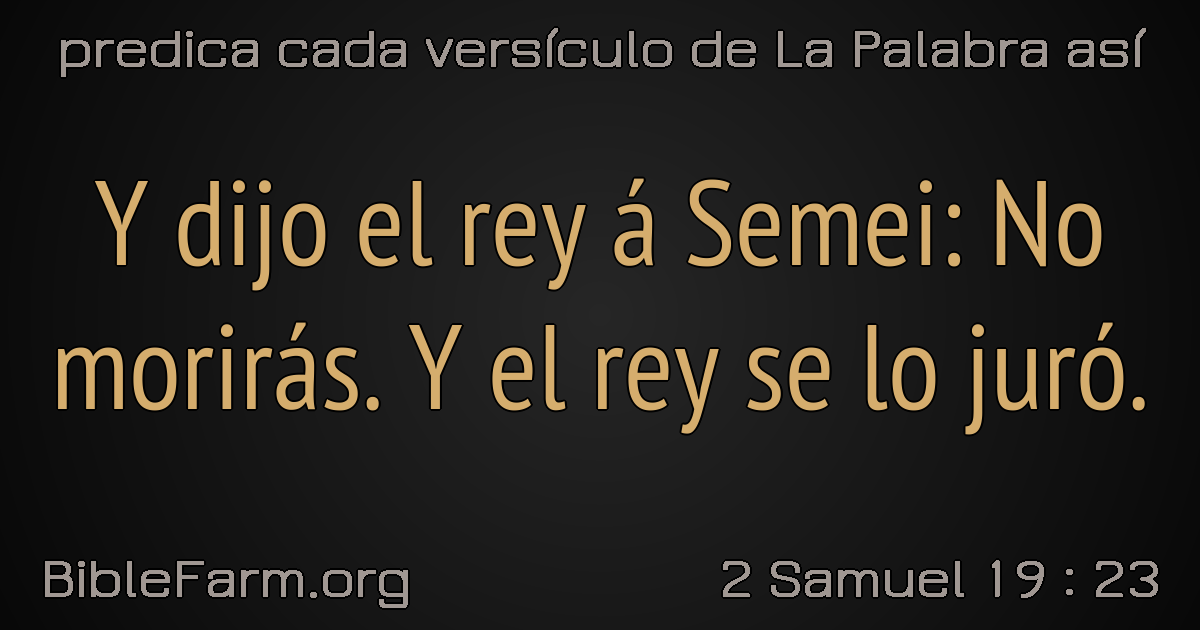 predica cada versículo de La Palabra así
Y dijo el rey á Semei: No
morirás. Y el rey se lo juró.
BibleFarm.org
2 Samuel 19 : 23